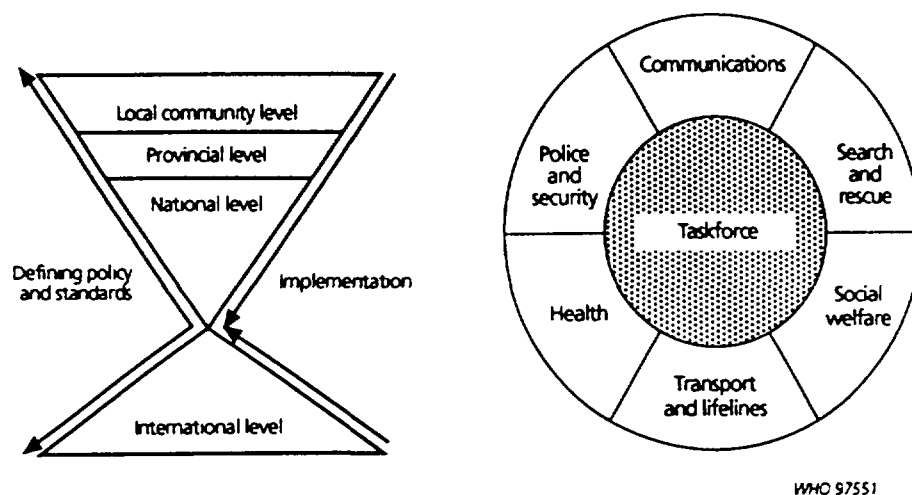 Local community level
Provincial level
National level
Defining policy
and standards
Implementation
International level
Communications
Police
and
security
Search
and
rescue
Taskforce
Health
Social
welfare
Transport
and lifelines
WHO 97551